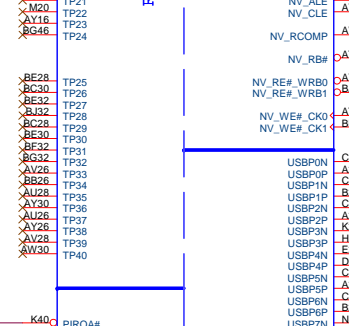 TP21
NV_ALE
M20
TP22
NV_CLE
AY16
TP23
BG46
TP24
NV_RCOMP
NV_RB#
BE28
TP25
NV_RE#_WRB0
BC30
TP26
NV_RE#_WRB1
BE32
TP27
BJ32
TP28
NV_WE#_CK0
BC28
TP29
NV_WE#_CK1
BE30
TP30
BF32
TP31
BG32
TP32
USBP0N
AV26
TP33
USBP0P
BB26
TP34
USBP1N
AU28
TP35
USBP1P
AY30
TP36
USBP2N
AU26
TP37
USBP2P
AY26
TP38
USBP3N
AV28
TP39
USBP3P
AW30
TP40
USBP4N
USBP4P
USBP5N
USBP5P
USBP6N
USBP6P
K40
PIRQA#
USBP7N